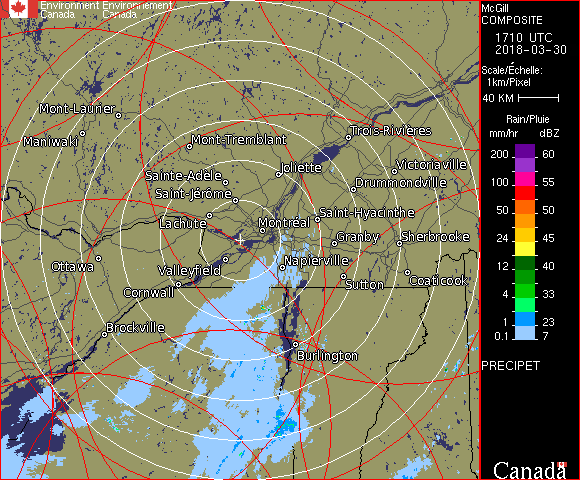 Environment Environnement
Canada Canada
McGill
COMPOSITE
1710 UTC
2018-03-30
Scale/Échelle:
1km/Pixel
40 KM
Rain/Pluie
mm/hr dBZ
200 60
100 55
50 50
24 45
12 40
4 33
1 23
0.1 7
PRECIPET
Canada
Mont-Laurier
Maniwaki
Mont-Tremblant
Trois-Rivières
Sainte-Adèle
Joliette
Victoriaville
Saint-Jérôme
Drummondville
Lachute
Montréal
Saint-Hyacinthe
Granby
Sherbrooke
Ottawa
Valleyfield
Napierville
Cornwall
Sutton
Coaticook
Brockville
Burlington